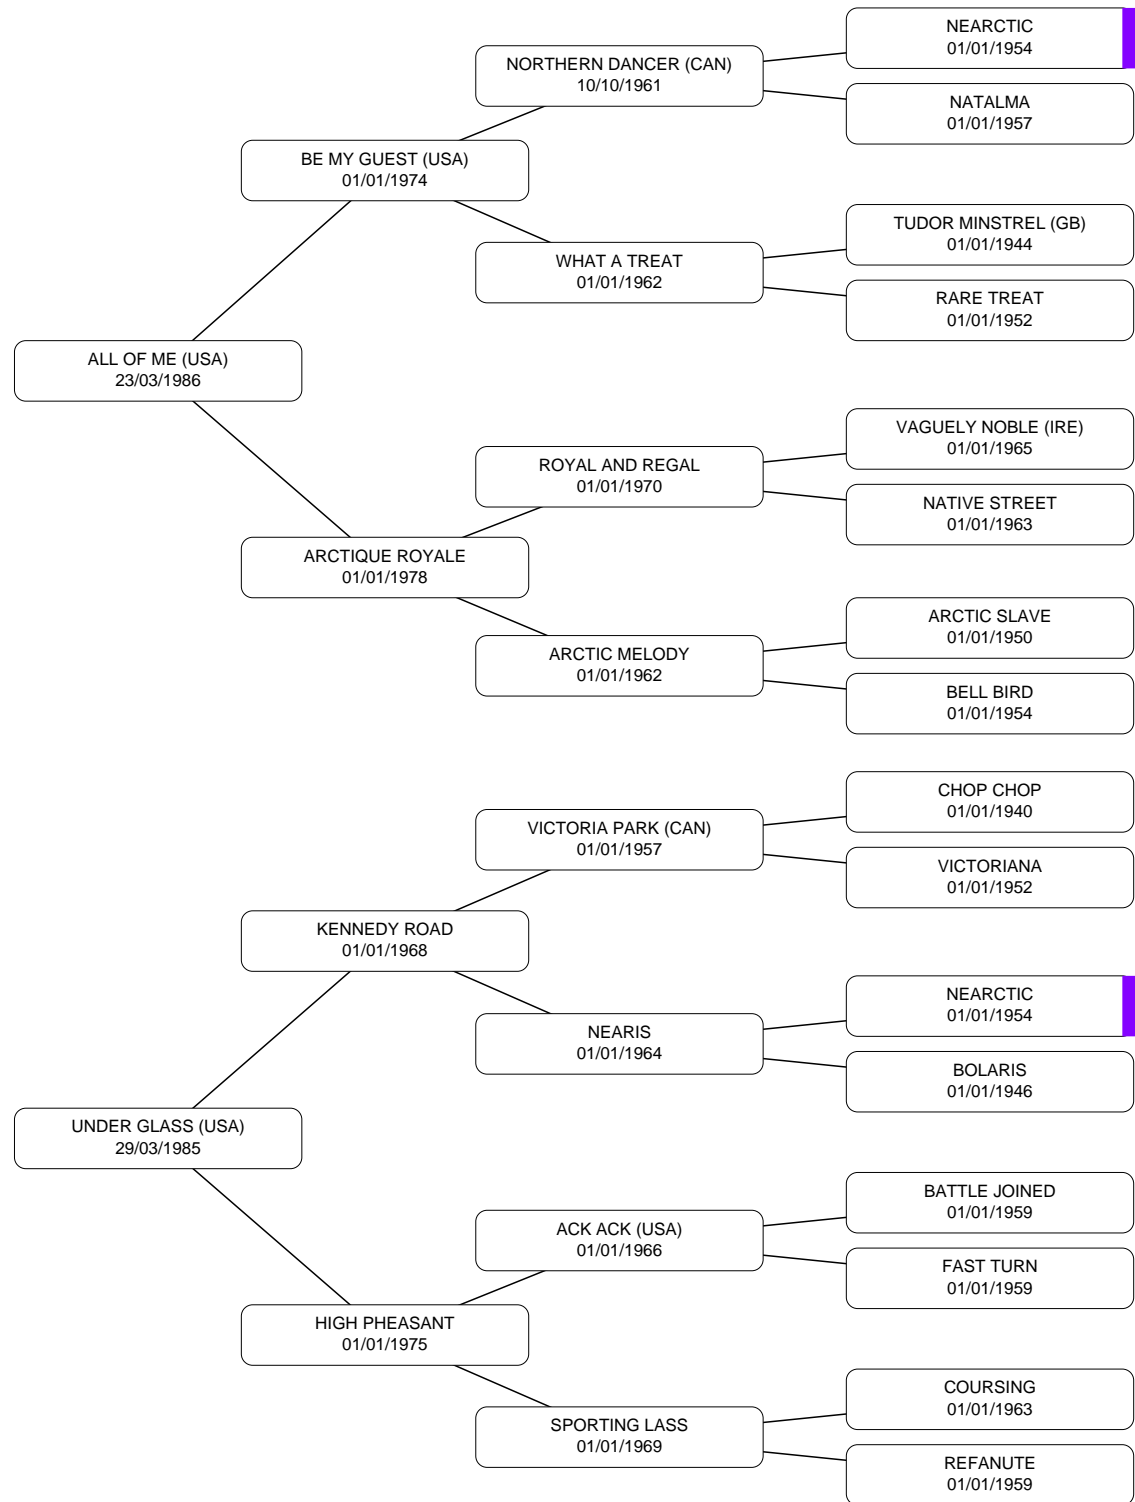 NEARCTIC
01/01/1954
NORTHERN DANCER (CAN)
10/10/1961
NATALMA
01/01/1957
BE MY GUEST (USA)
01/01/1974
TUDOR MINSTREL (GB)
01/01/1944
WHAT A TREAT
01/01/1962
RARE TREAT
01/01/1952
ALL OF ME (USA)
23/03/1986
VAGUELY NOBLE (IRE)
01/01/1965
ROYAL AND REGAL
01/01/1970
NATIVE STREET
01/01/1963
ARCTIQUE ROYALE
01/01/1978
ARCTIC SLAVE
01/01/1950
ARCTIC MELODY
01/01/1962
BELL BIRD
01/01/1954
CHOP CHOP
01/01/1940
VICTORIA PARK (CAN)
01/01/1957
VICTORIANA
01/01/1952
KENNEDY ROAD
01/01/1968
NEARCTIC
01/01/1954
NEARIS
01/01/1964
BOLARIS
01/01/1946
UNDER GLASS (USA)
29/03/1985
BATTLE JOINED
01/01/1959
ACK ACK (USA)
01/01/1966
FAST TURN
01/01/1959
HIGH PHEASANT
01/01/1975
COURSING
01/01/1963
SPORTING LASS
01/01/1969
REFANUTE
01/01/1959